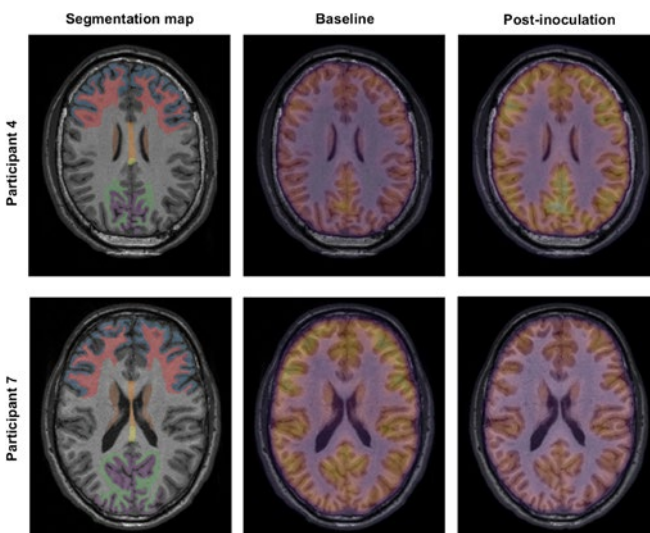 Segmentation map
Baseline
Post-inoculation
Participant 4
Participant 7